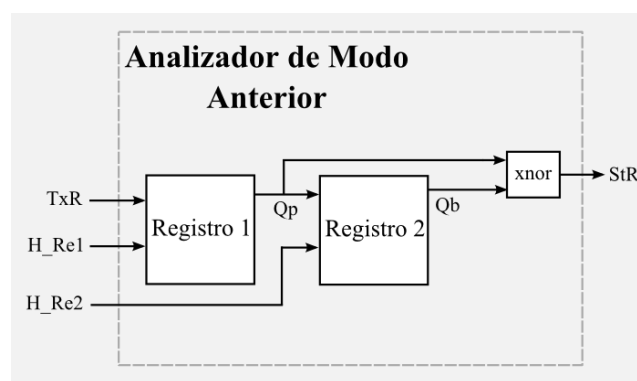 Analizador de Modo
Anterior
TxR
H_Re1
H_Re2
Registro 1
Qp
Registro 2
Qb
xnor
StR